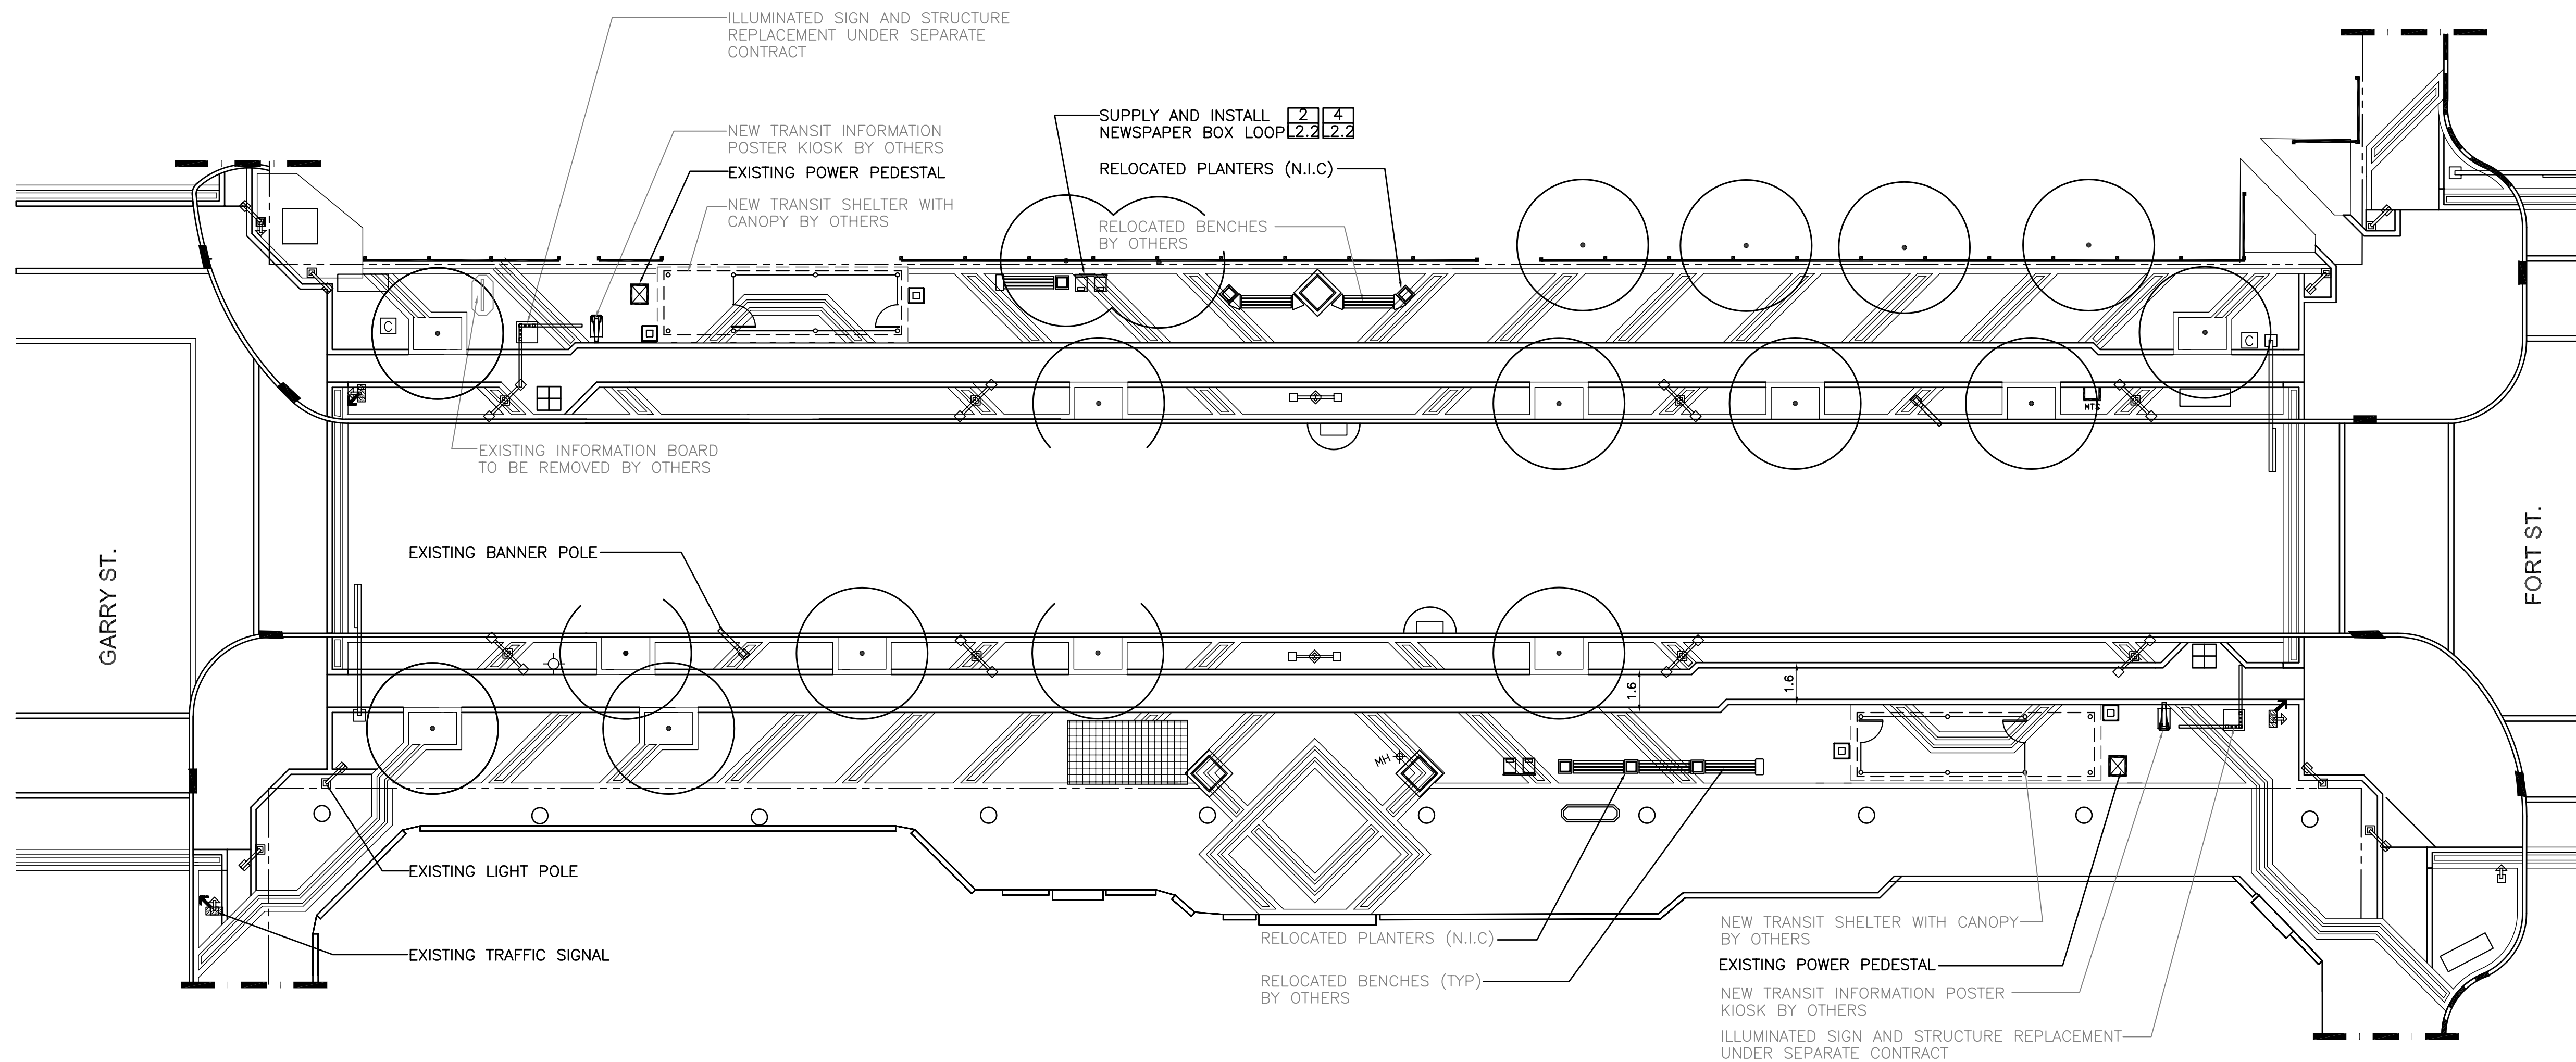 ILLUMINATED SIGN AND STRUCTURE
REPLACEMENT UNDER SEPARATE
CONTRACT
NEW TRANSIT INFORMATION
POSTER KIOSK BY OTHERS
EXISTING POWER PEDESTAL
NEW TRANSIT SHELTER WITH
CANOPY BY OTHERS
SUPPLY AND INSTALL 2 4
NEWSPAPER BOX LOOP L2.2 L2.2
RELOCATED PLANTERS (N.I.C)
RELOCATED BENCHES
BY OTHERS
C
C
MTS
EXISTING INFORMATION BOARD
TO BE REMOVED BY OTHERS
GARRY ST.
FORT ST.
EXISTING BANNER POLE
1.6
1.6
MH
EXISTING LIGHT POLE
EXISTING TRAFFIC SIGNAL
RELOCATED PLANTERS (N.I.C)
RELOCATED BENCHES (TYP)
BY OTHERS
NEW TRANSIT SHELTER WITH CANOPY
BY OTHERS
EXISTING POWER PEDESTAL
NEW TRANSIT INFORMATION POSTER
KIOSK BY OTHERS
ILLUMINATED SIGN AND STRUCTURE REPLACEMENT
UNDER SEPARATE CONTRACT